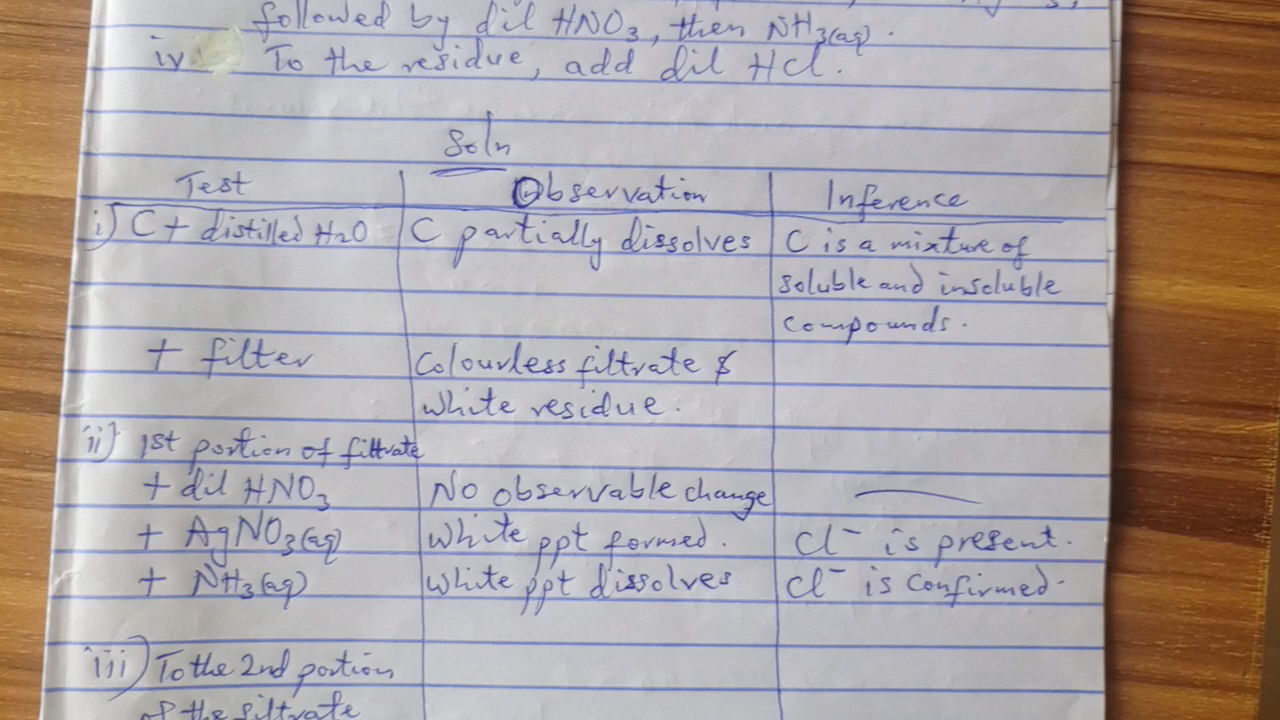 followed by dil HNO3, then NH3(aq).
iv To the residue, add dil HCl.
Soln
Test Observation Inference
i) C + distilled H2O C partially dissolves C is a mixture of
soluble and insoluble
compounds.
+ filter Colourless filtrate &
white residue.
ii) 1st portion of filtrate
+ dil HNO3 No observable change —
+ AgNO3(aq) White ppt formed. Cl⁻ is present.
+ NH3(aq) White ppt dissolves Cl⁻ is confirmed.
iii) To the 2nd portion
of the filtrate